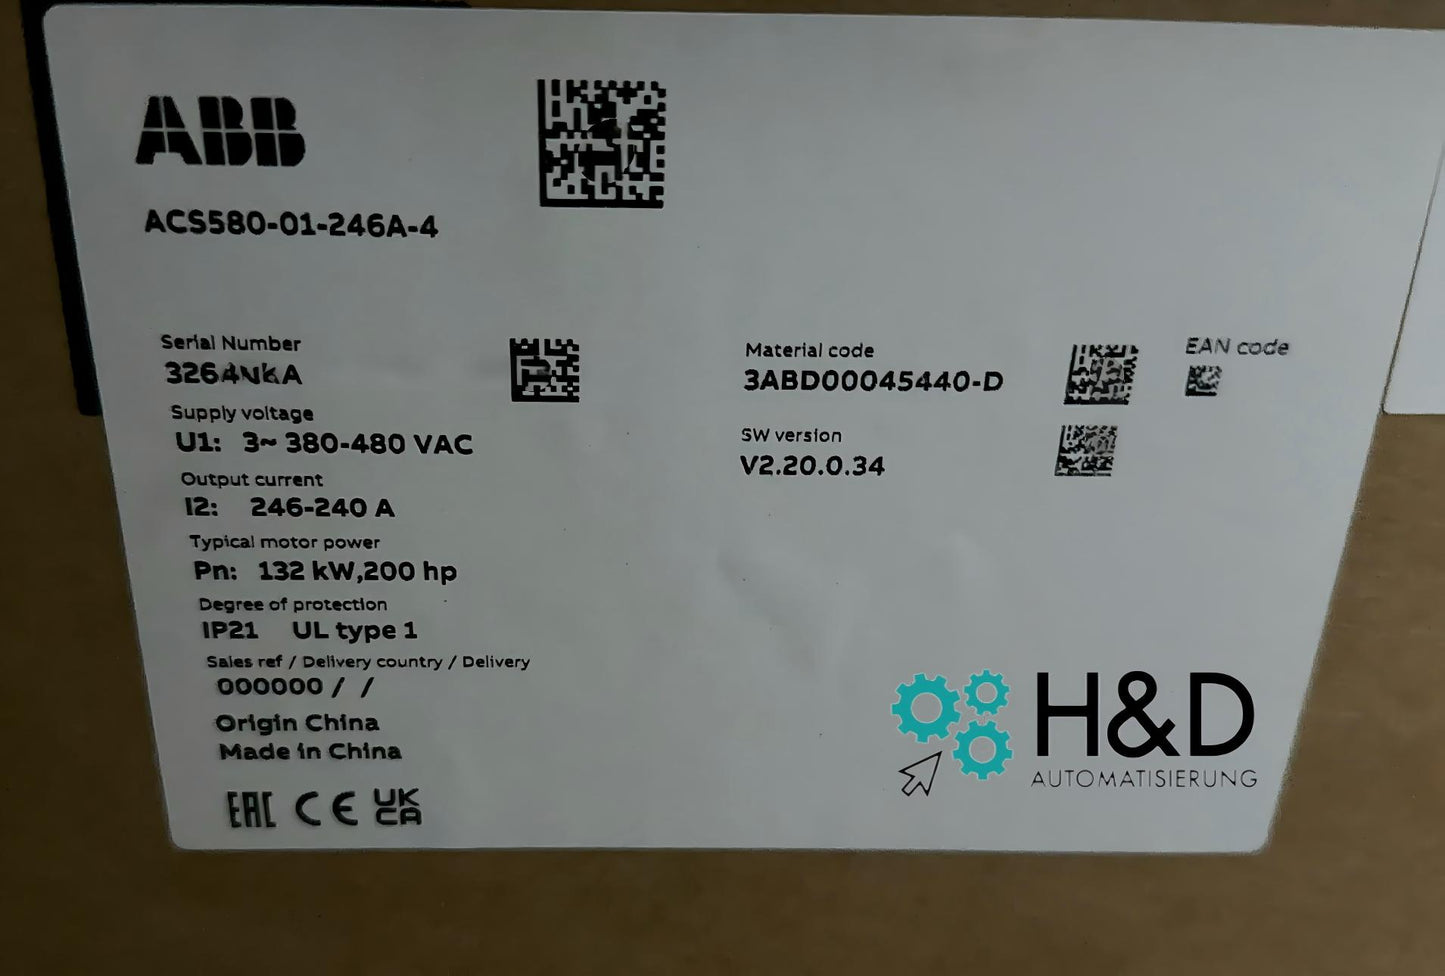 ABB
ACS580-01-246A-4
Serial Number
Supply voltage
U1: 3~ 380-480 VAC
Output current
I2: 246-240 A
Typical motor power
Pn: 132 kW,200 hp
Degree of protection
IP21 UL type 1
Sales ref / Delivery country / Delivery
000000 / /
Origin China
Made in China
EAC CE UK CA
Material code
3ABD00045440-D
SW version
V2.20.0.34
EAN code
H&D
AUTOMATISIERUNG